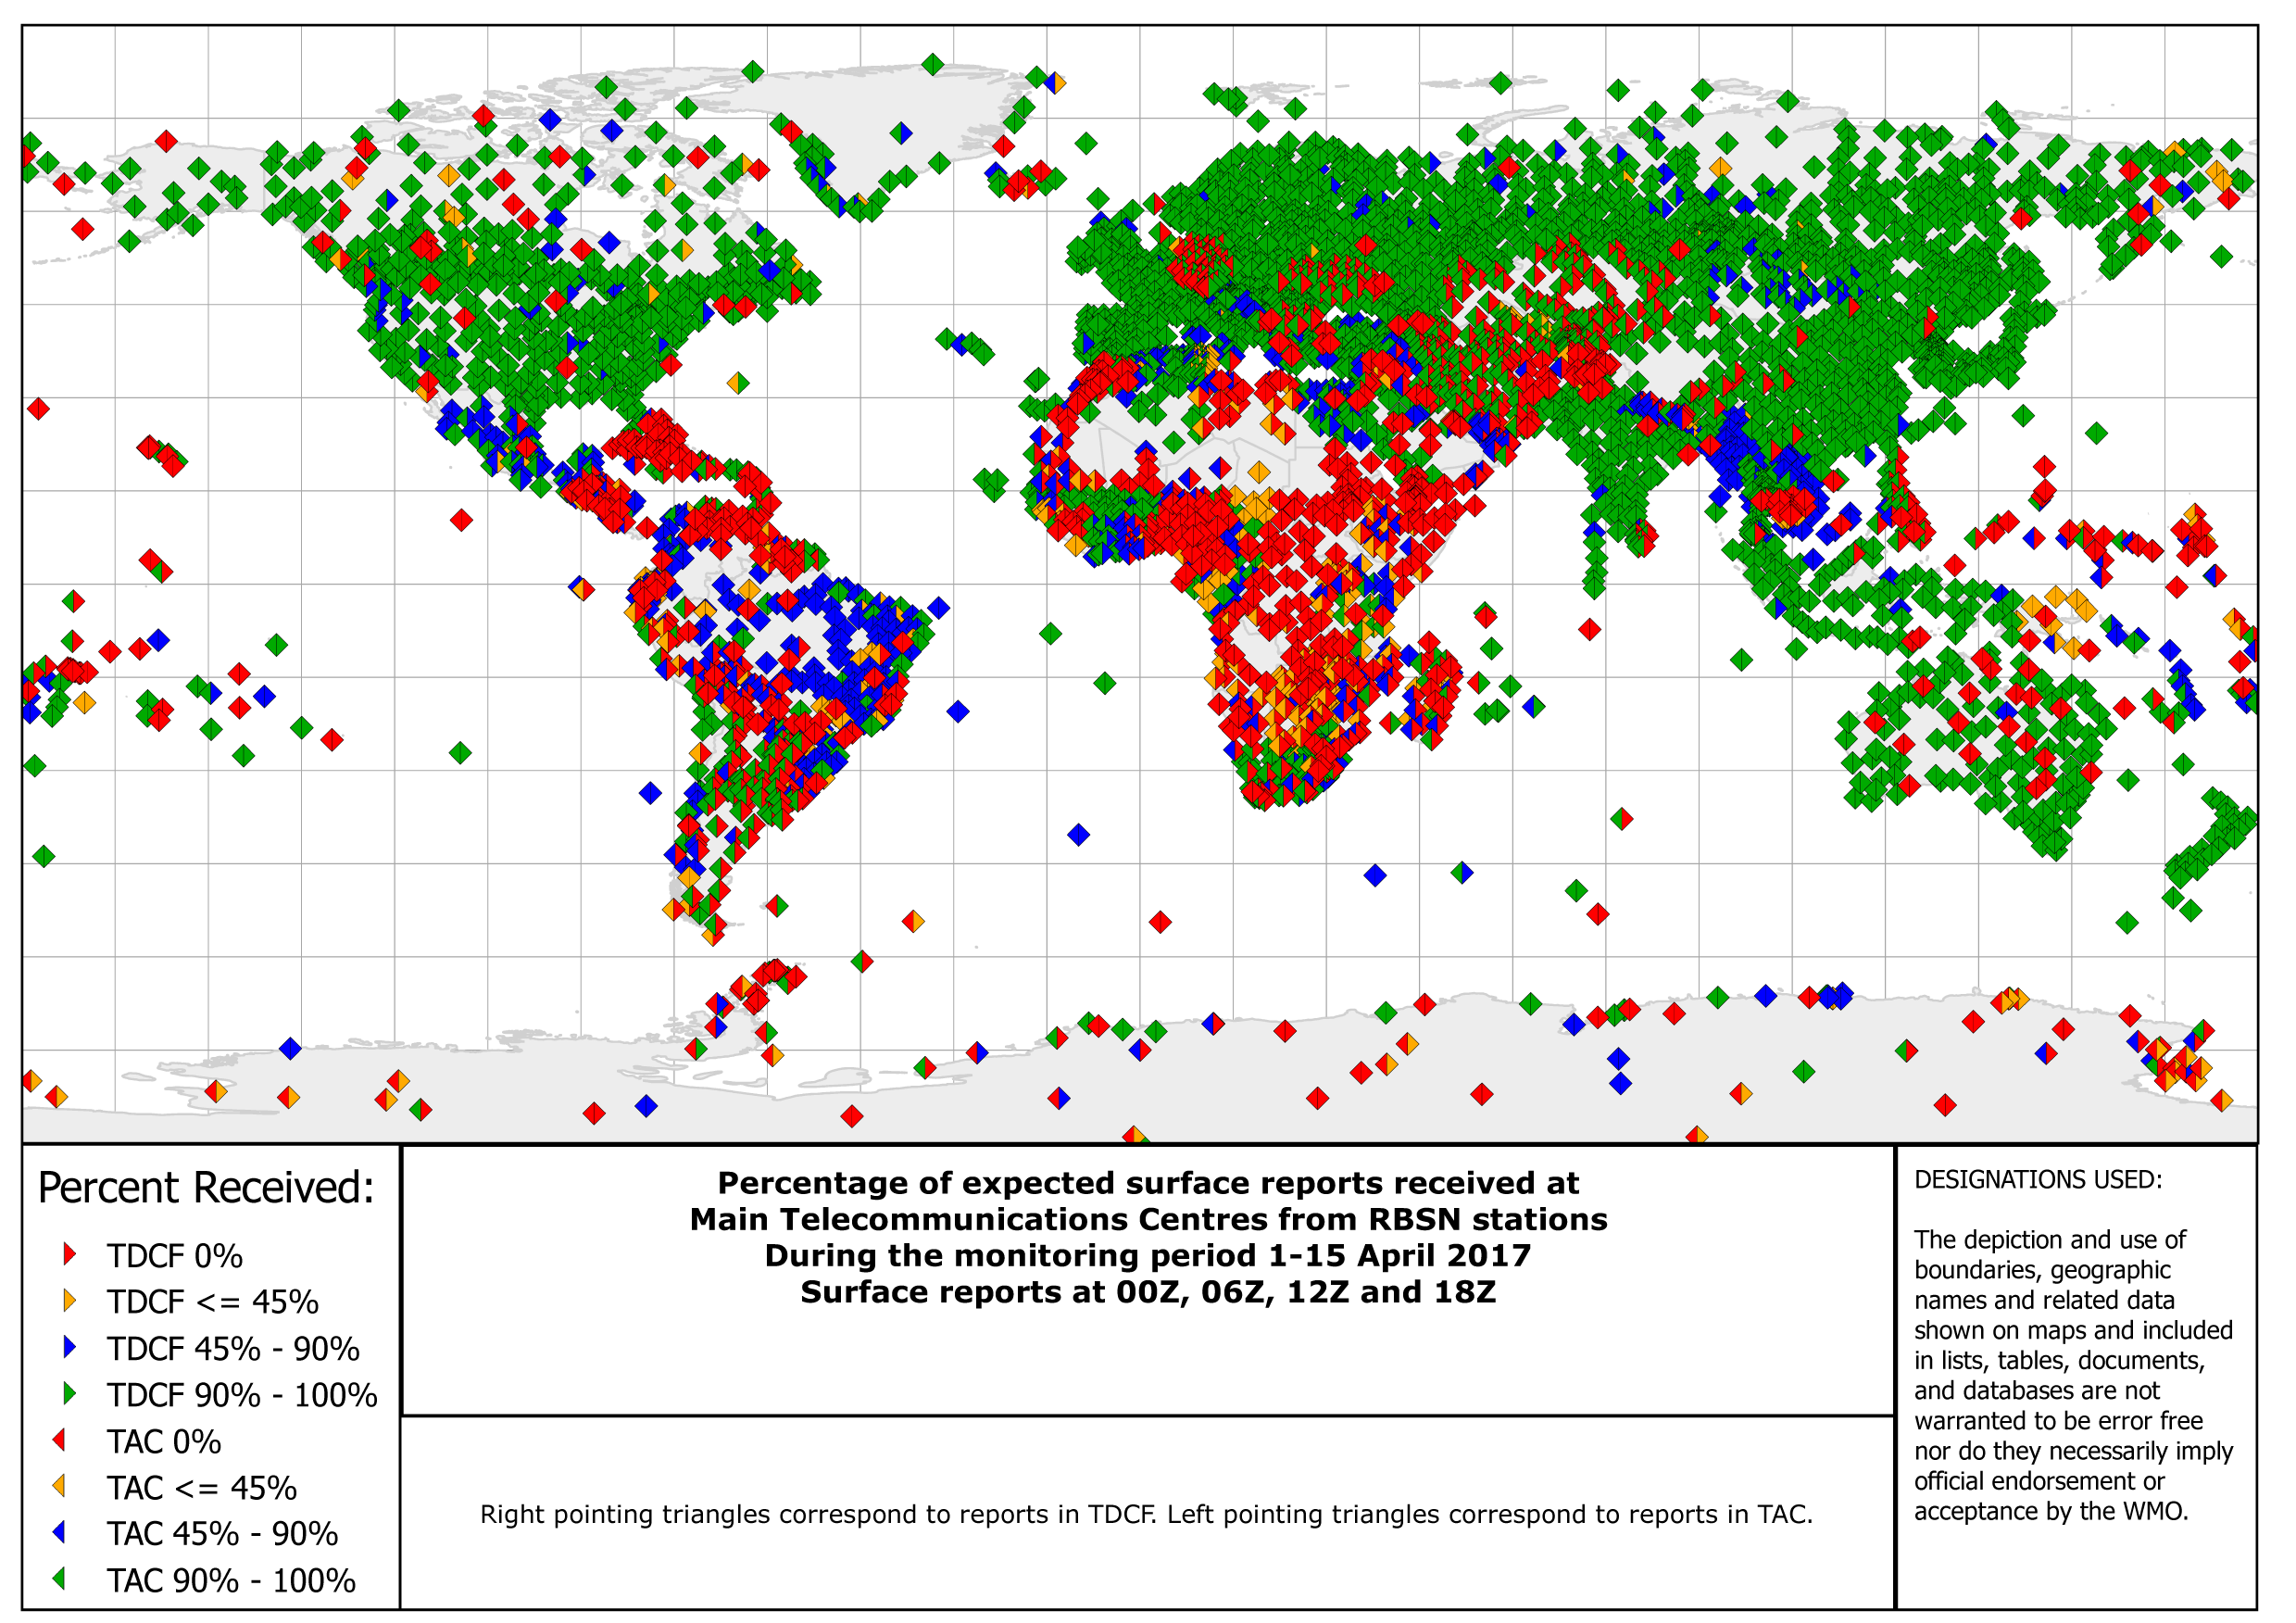 Percent Received:
TDCF 0%
TDCF <= 45%
TDCF 45% - 90%
TDCF 90% - 100%
TAC 0%
TAC <= 45%
TAC 45% - 90%
TAC 90% - 100%
Percentage of expected surface reports received at
Main Telecommunications Centres from RBSN stations
During the monitoring period 1-15 April 2017
Surface reports at 00Z, 06Z, 12Z and 18Z
Right pointing triangles correspond to reports in TDCF. Left pointing triangles correspond to reports in TAC.
DESIGNATIONS USED:
The depiction and use of
boundaries, geographic
names and related data
shown on maps and included
in lists, tables, documents,
and databases are not
warranted to be error free
nor do they necessarily imply
official endorsement or
acceptance by the WMO.